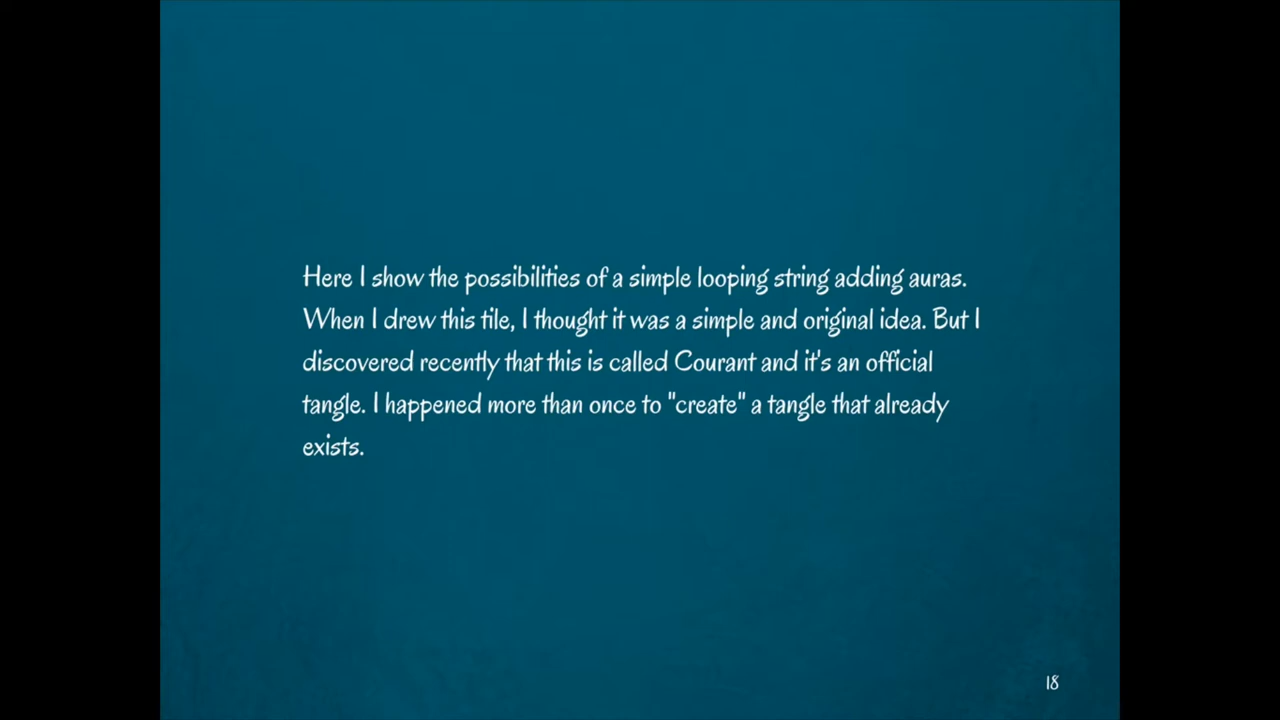 Here I show the possibilities of a simple looping string adding auras.
When I drew this tile, I thought it was a simple and original idea. But I
discovered recently that this is called Courant and it's an official
tangle. I happened more than once to "create" a tangle that already
exists.
18